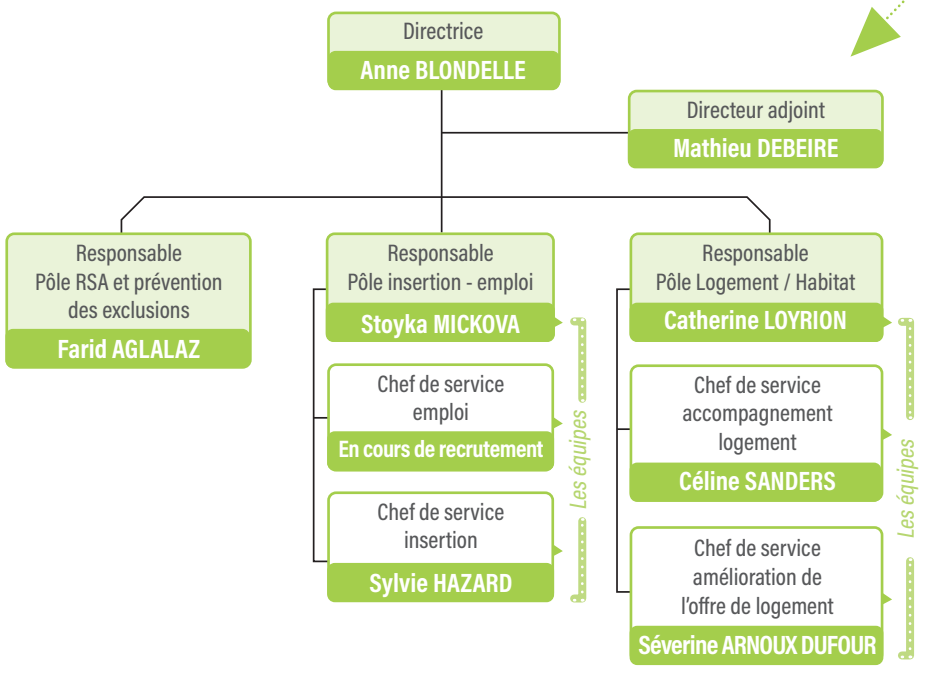 Directrice
Anne BLONDELLE
Directeur adjoint
Mathieu DEBEIRE
Responsable
Pôle RSA et prévention
des exclusions
Farid AGLALAZ
Responsable
Pôle insertion - emploi
Stoyka MICKOVA
Chef de service
emploi
En cours de recrutement
Chef de service
insertion
Sylvie HAZARD
Les équipes
Responsable
Pôle Logement / Habitat
Catherine LOYRION
Chef de service
accompagnement
logement
Céline SANDERS
Chef de service
amélioration de
l'offre de logement
Séverine ARNOUX DUFOUR
Les équipes